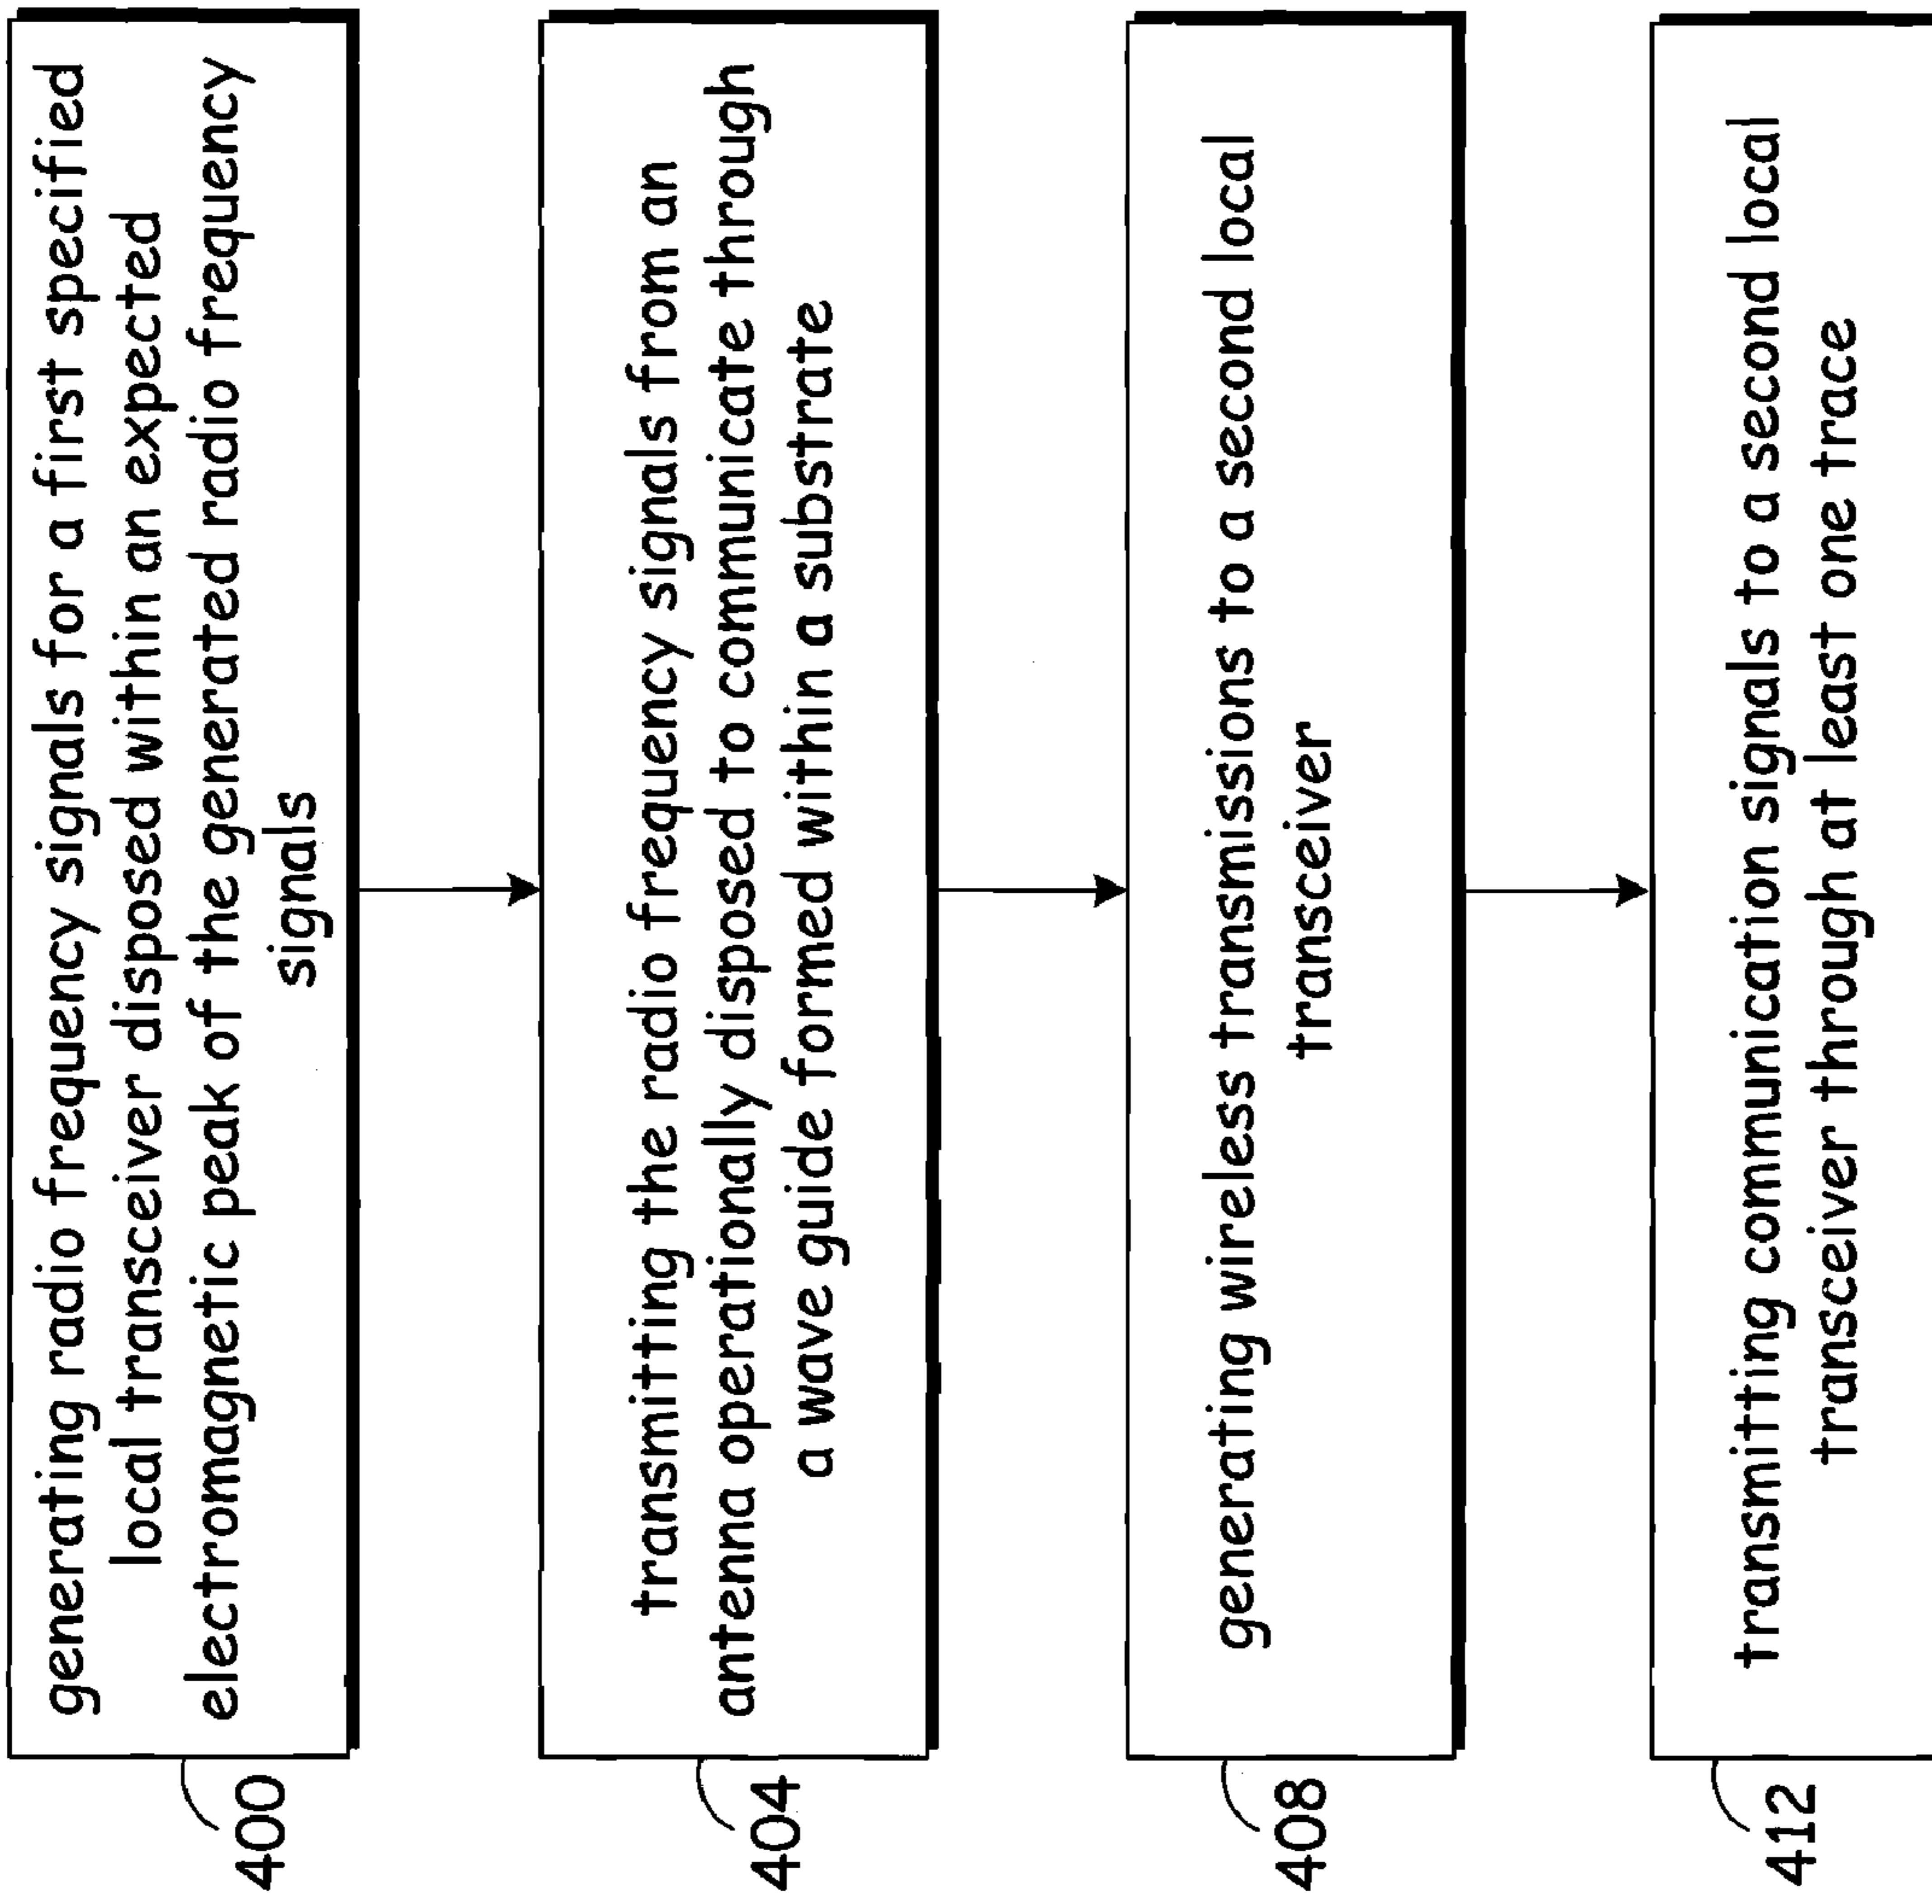 generating radio frequency signals for a first specified
local transceiver disposed within an expected
electromagnetic peak of the generated radio frequency
signals
400
transmitting the radio frequency signals from an
antenna operationally disposed to communicate through
a wave guide formed within a substrate
404
generating wireless transmissions to a second local
transceiver
408
transmitting communication signals to a second local
transceiver through at least one trace
412